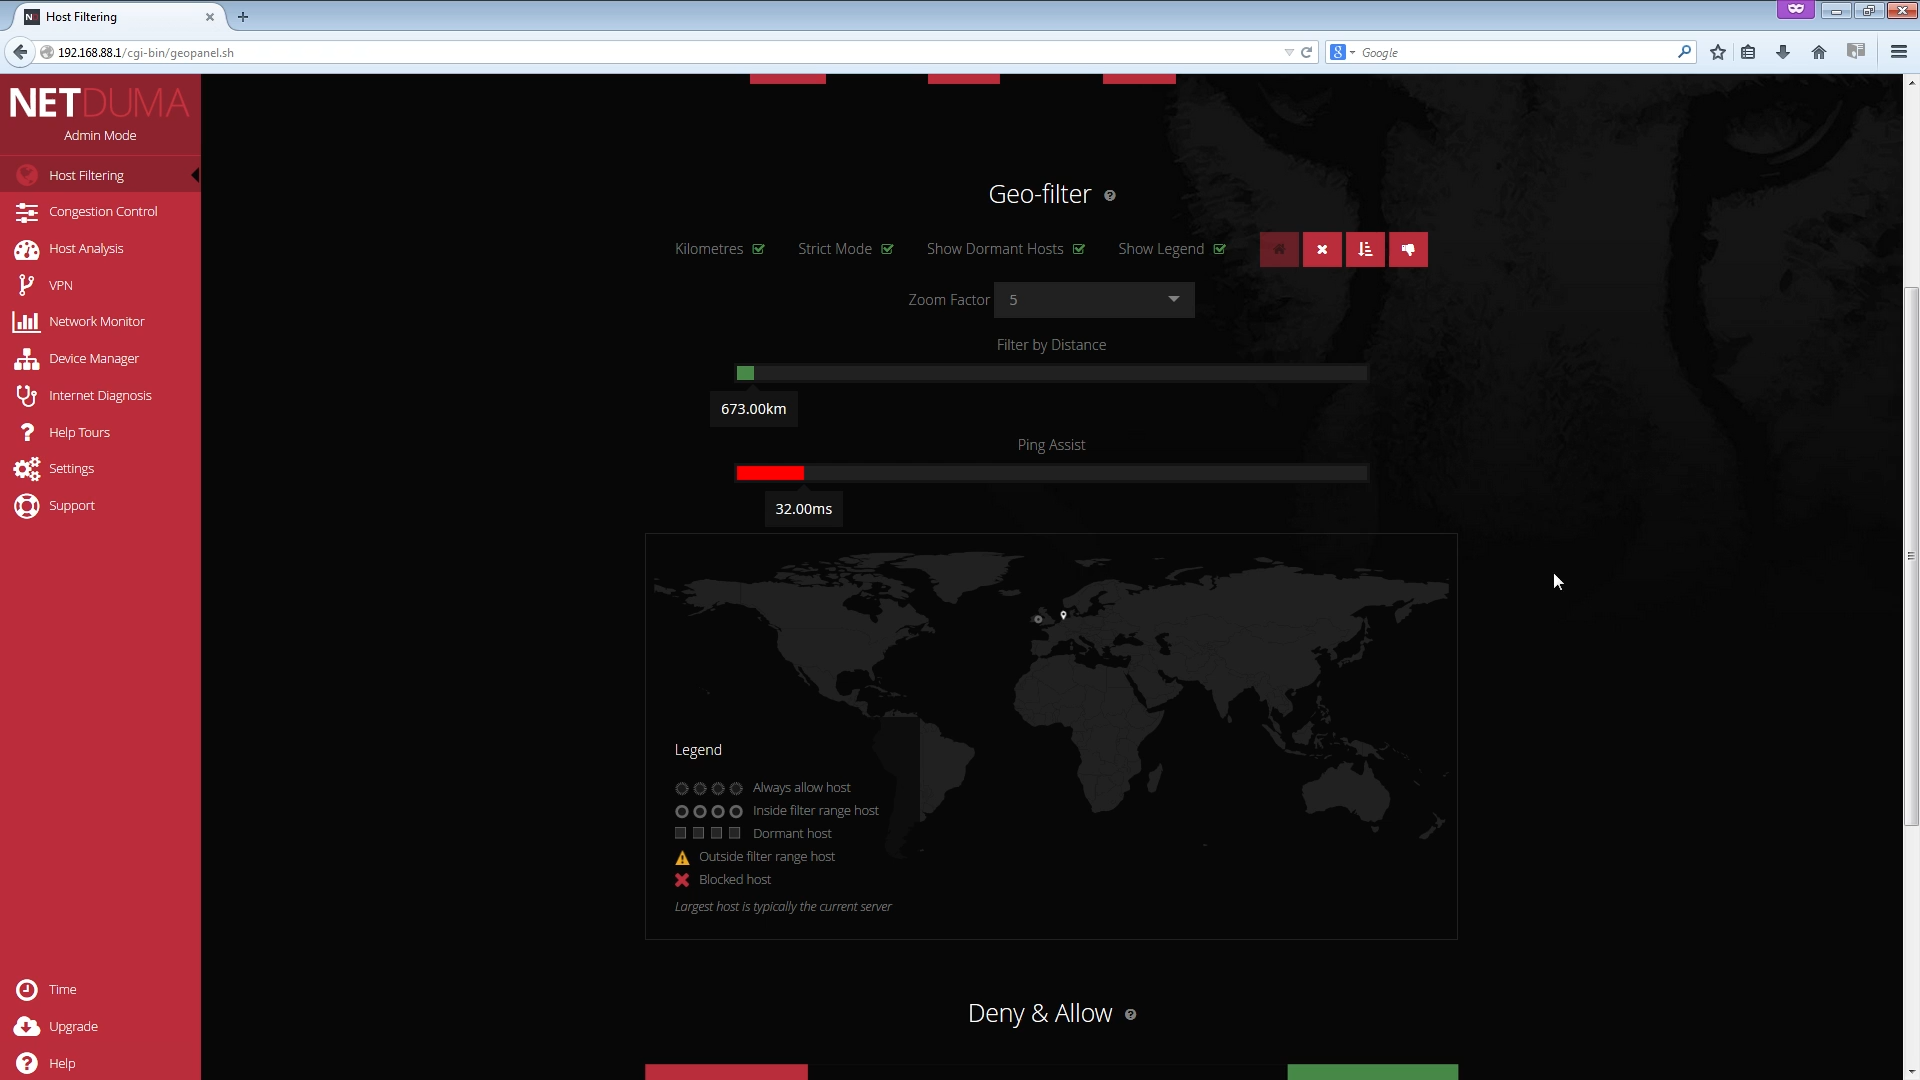 Host Filtering
192.168.88.1/cgi-bin/geopanel.sh
Google
NETDUMA
Admin Mode
Host Filtering
Congestion Control
Host Analysis
VPN
Network Monitor
Device Manager
Internet Diagnosis
Help Tours
Settings
Support
Time
Upgrade
Help
Geo-filter
Kilometres
Strict Mode
Show Dormant Hosts
Show Legend
Zoom Factor 5
Filter by Distance
673.00km
Ping Assist
32.00ms
Legend
Always allow host
Inside filter range host
Dormant host
Outside filter range host
Blocked host
Largest host is typically the current server
Deny & Allow